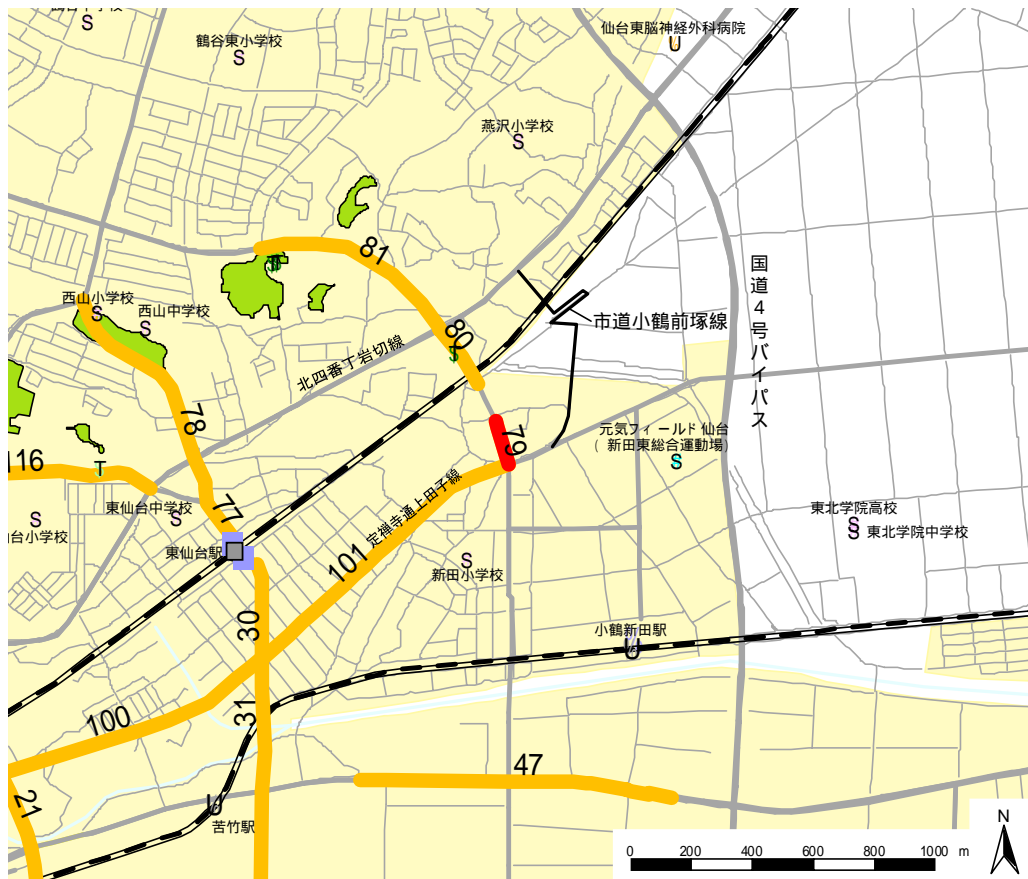 鶴谷東小学校
S
S
仙台東脳神経外科病院
U
燕沢小学校
S
81
国道4号バイパス
西山小学校
S
西山中学校
S
80
市道小鶴前塚線
北四番丁岩切線
78
79
元気フィールド仙台
( 新田東総合運動場)
S
116
T
77
定禅寺通上田子線
東仙台中学校
S
台小学校
S
東北学院高校
S
S
東北学院中学校
東仙台駅
101
S
新田小学校
30
小鶴新田駅
U
100
31
47
21
U
苦竹駅
N
0 200 400 600 800 1000 m